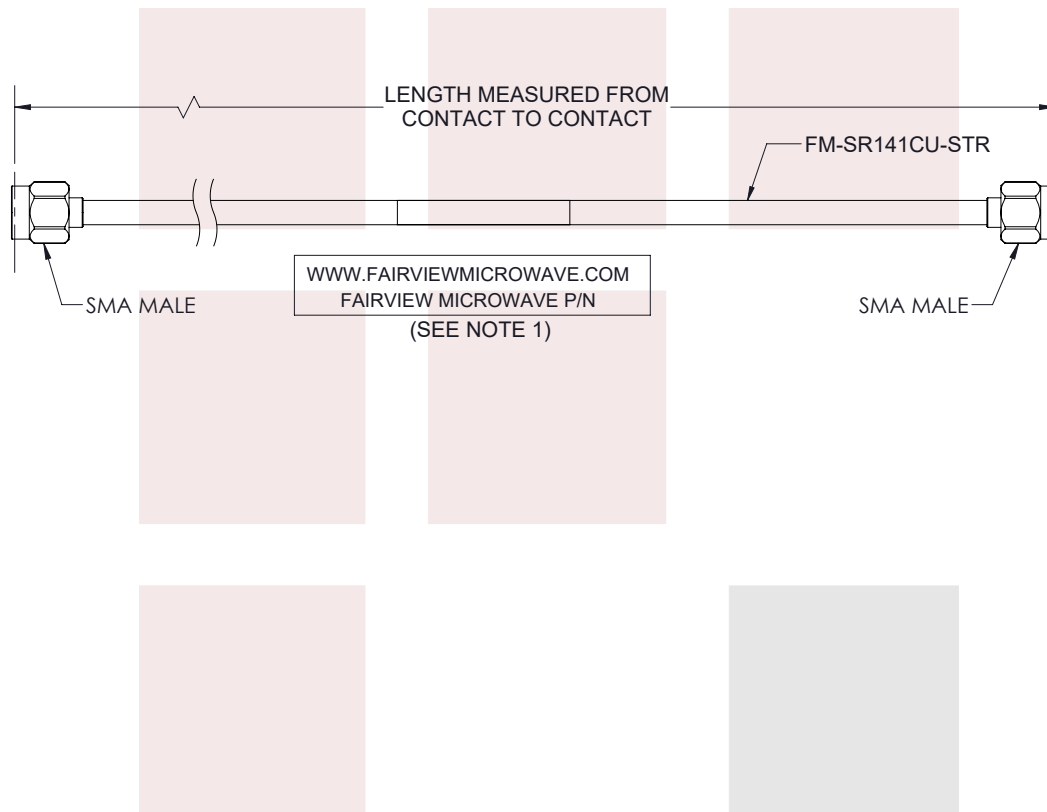 LENGTH MEASURED FROM
CONTACT TO CONTACT
FM-SR141CU-STR
WWW.FAIRVIEWMICROWAVE.COM
FAIRVIEW MICROWAVE P/N
(SEE NOTE 1)
SMA MALE
SMA MALE